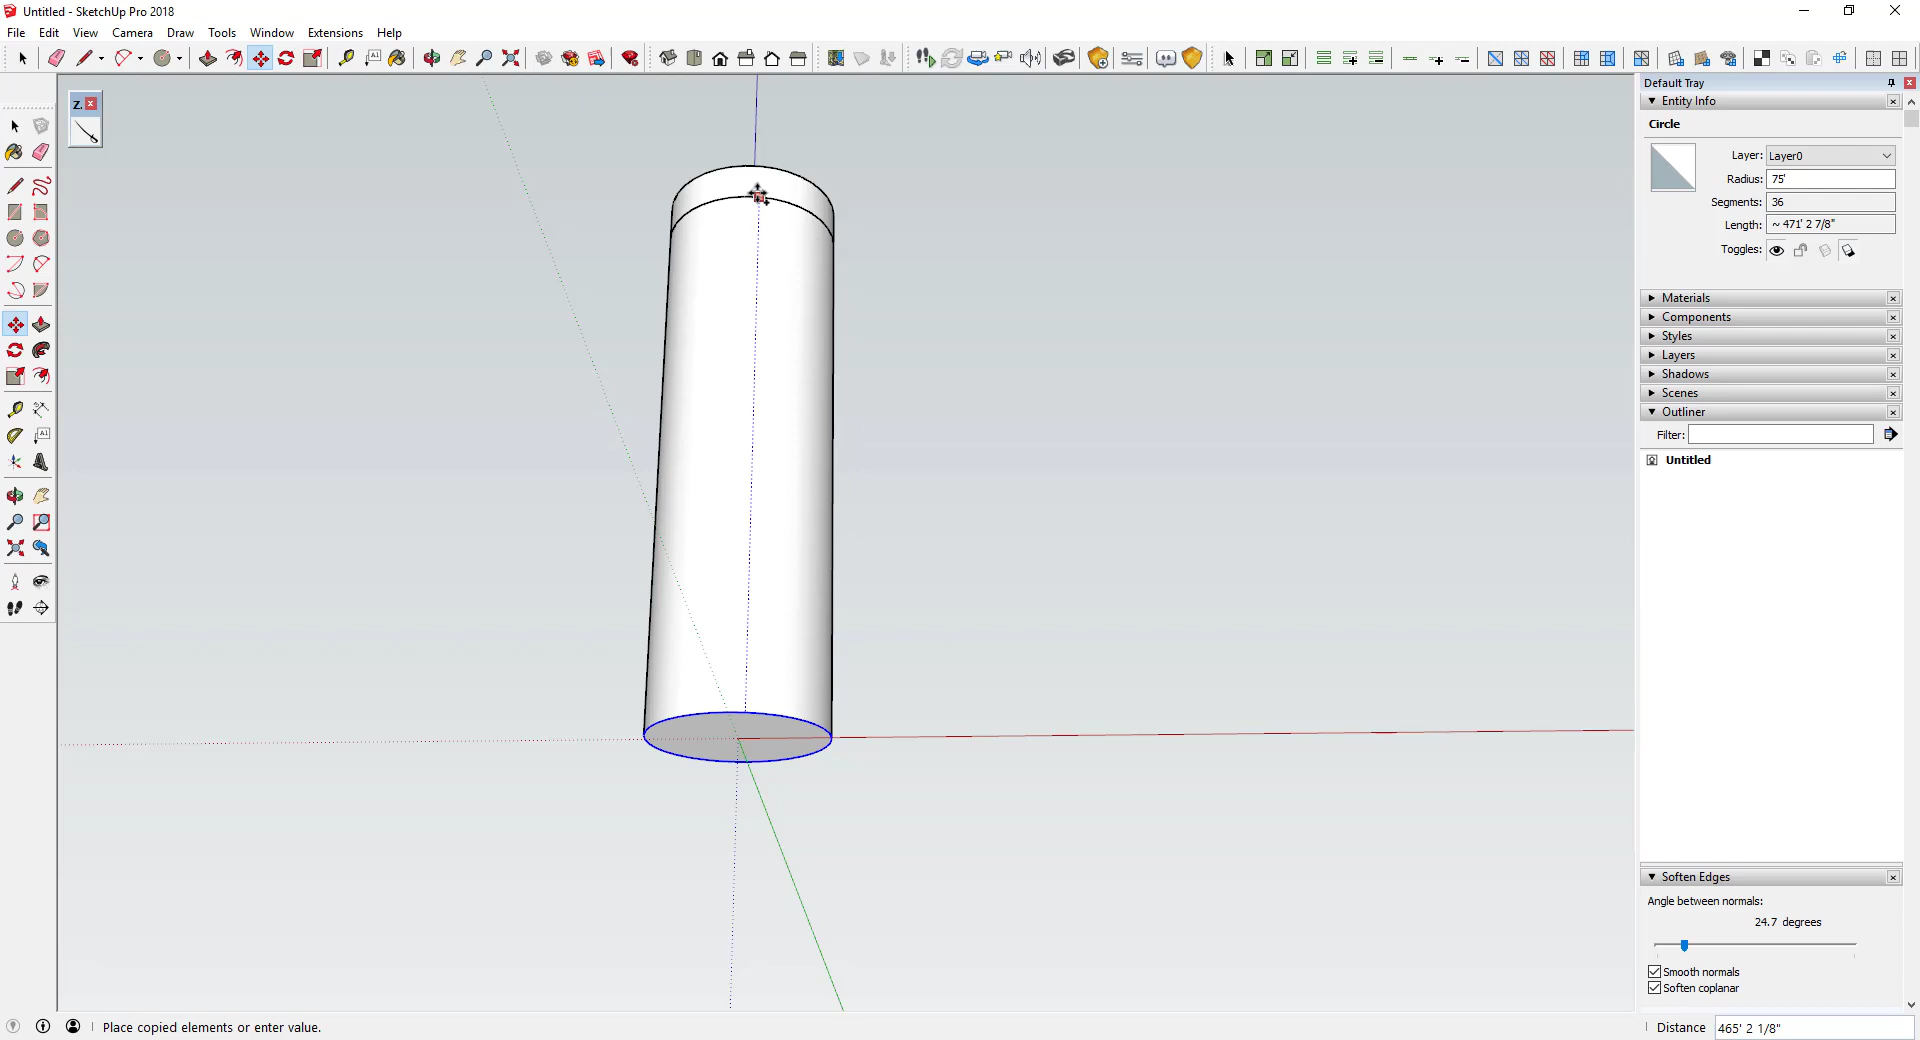 Untitled - SketchUp Pro 2018
File Edit View Camera Draw Tools Window Extensions Help
Default Tray
Entity Info
Circle
Layer: Layer0
Radius: 75'
Segments: 36
Length: ~ 471' 2 7/8"
Toggles:
Materials
Components
Styles
Layers
Shadows
Scenes
Outliner
Filter:
Untitled
Soften Edges
Angle between normals:
24.7 degrees
Smooth normals
Soften coplanar
Z.
A1
A1
Place copied elements or enter value.
Distance 465' 2 1/8"